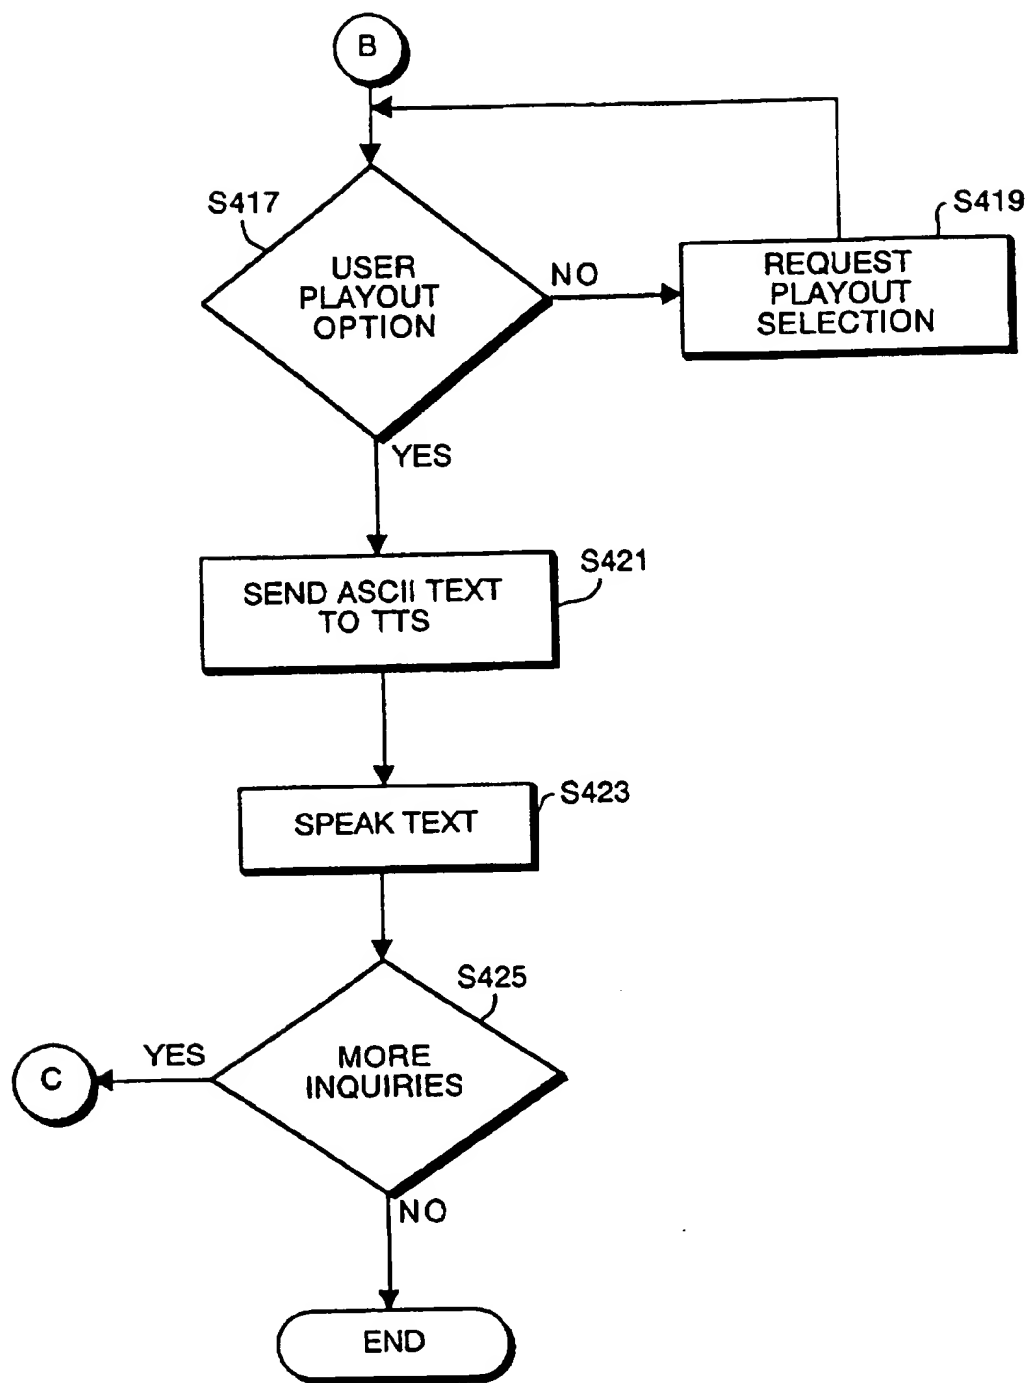 B
S417
USER
PLAYOUT
OPTION
NO
S419
REQUEST
PLAYOUT
SELECTION
YES
S421
SEND ASCII TEXT
TO TTS
S423
SPEAK TEXT
S425
MORE
INQUIRIES
YES
C
NO
END